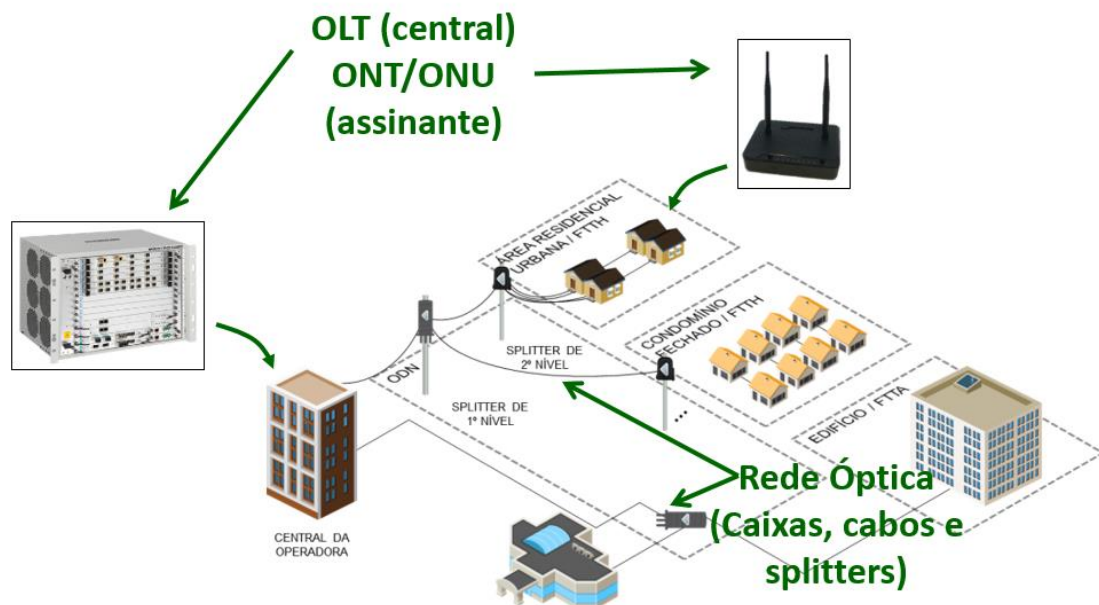 OLT (central)
ONT/ONU
(assinante)
ÁREA RESIDENCIAL
URBANA / FTTH
CONDOMÍNIO
FECHADO / FTTH
EDIFÍCIO / FTTA
ODN
SPLITTER DE
2º NÍVEL
SPLITTER DE
1º NÍVEL
...
CENTRAL DA
OPERADORA
Rede Óptica
(Caixas, cabos e
splitters)